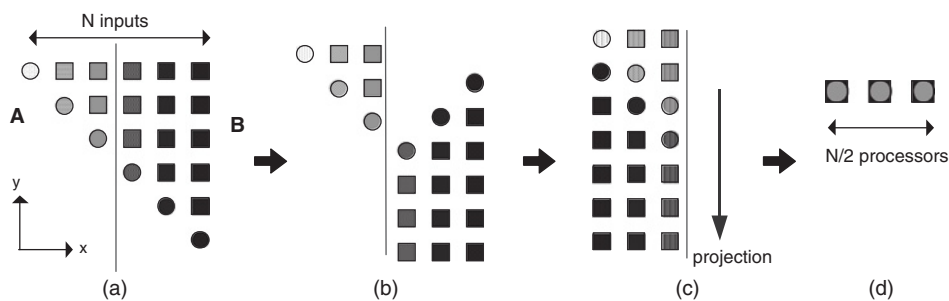 N inputs
A
B
y
x
N/2 processors
projection
(a)
(b)
(c)
(d)